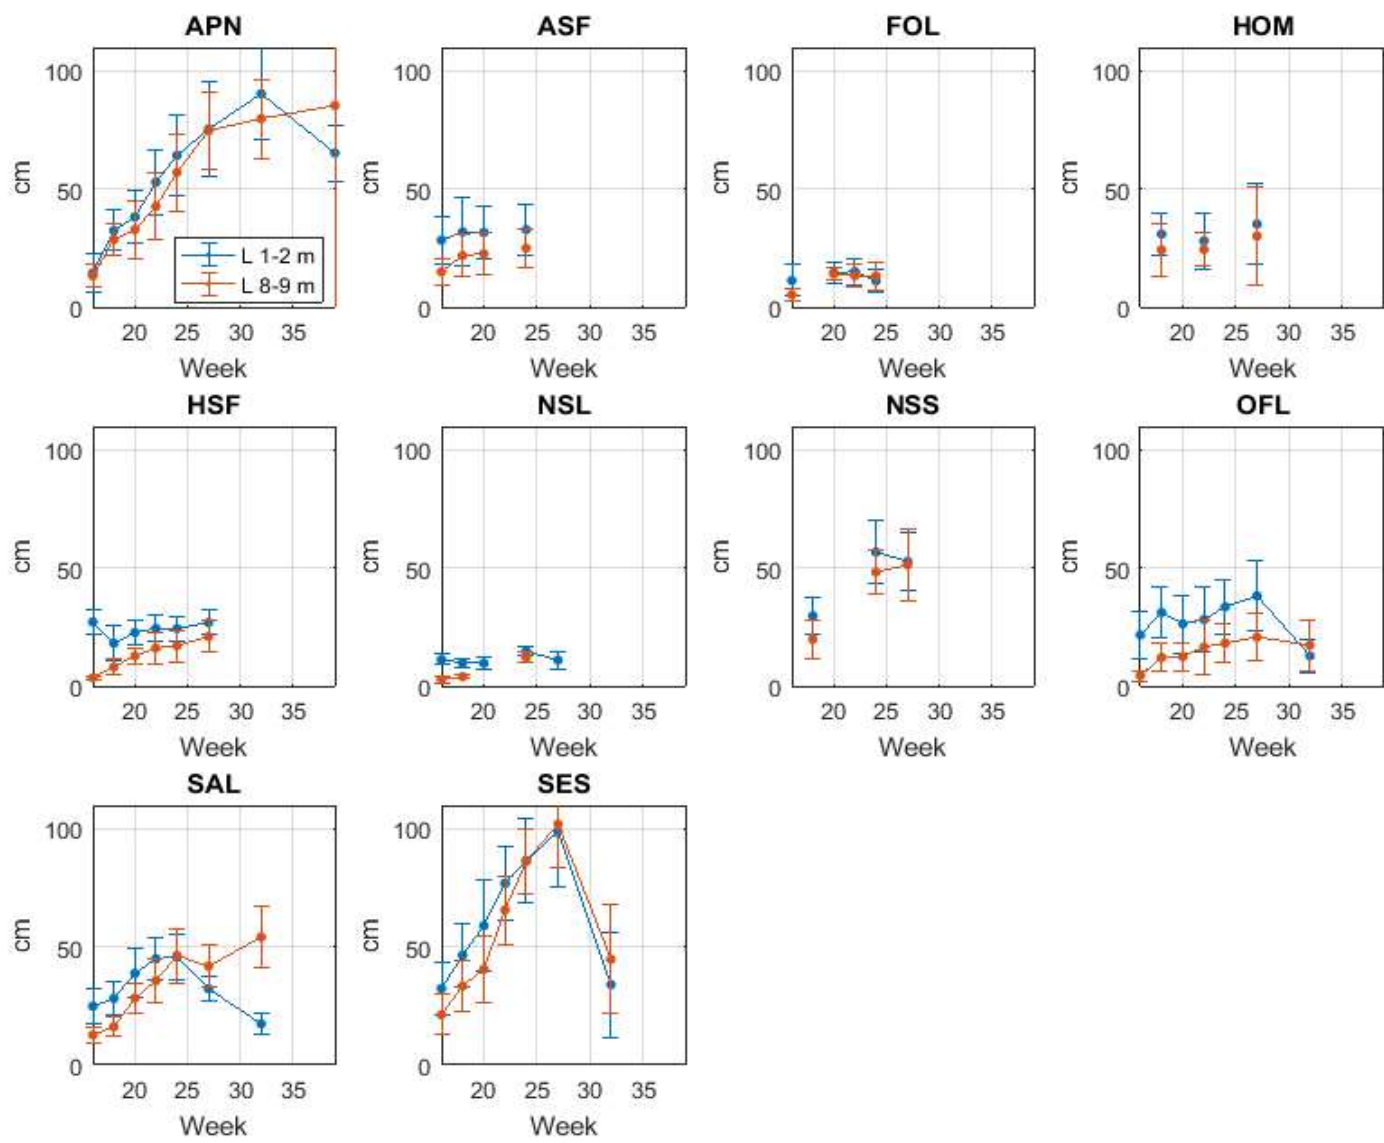 APN ASF FOL HOM
100 100 100 100
cm cm cm cm
50 50 50 50
L 1-2 m
L 8-9 m
0 0 0 0
20 25 30 35 20 25 30 35 20 25 30 35 20 25 30 35
Week Week Week Week
HSF NSL NSS OFL
100 100 100 100
cm cm cm cm
50 50 50 50
0 0 0 0
20 25 30 35 20 25 30 35 20 25 30 35 20 25 30 35
Week Week Week Week
SAL SES
100 100
cm cm
50 50
0 0
20 25 30 35 20 25 30 35
Week Week